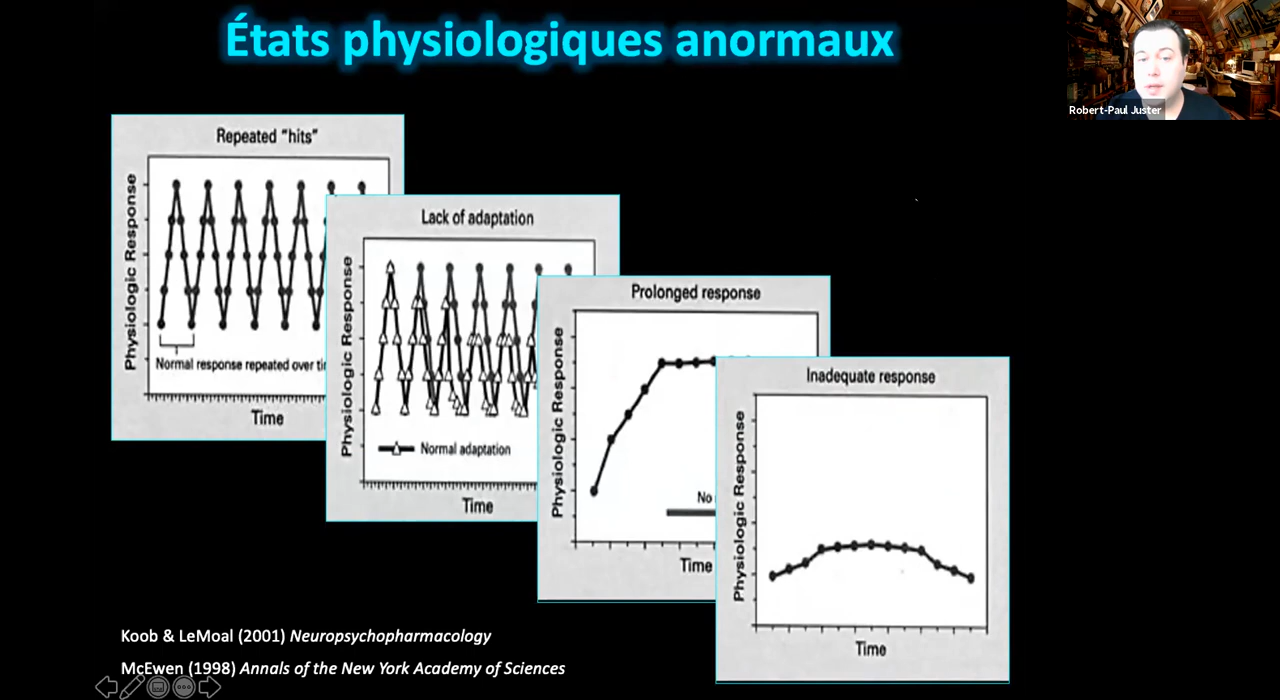 États physiologiques anormaux
Robert-Paul Juster
Repeated "hits"
Physiologic Response
Normal response repeated over
Time
Lack of adaptation
Physiologic Response
Normal adaptation
Time
Prolonged response
Physiologic Response
No
Time
Inadequate response
Physiologic Response
Time
Koob & LeMoal (2001) Neuropsychopharmacology
McEwen (1998) Annals of the New York Academy of Sciences